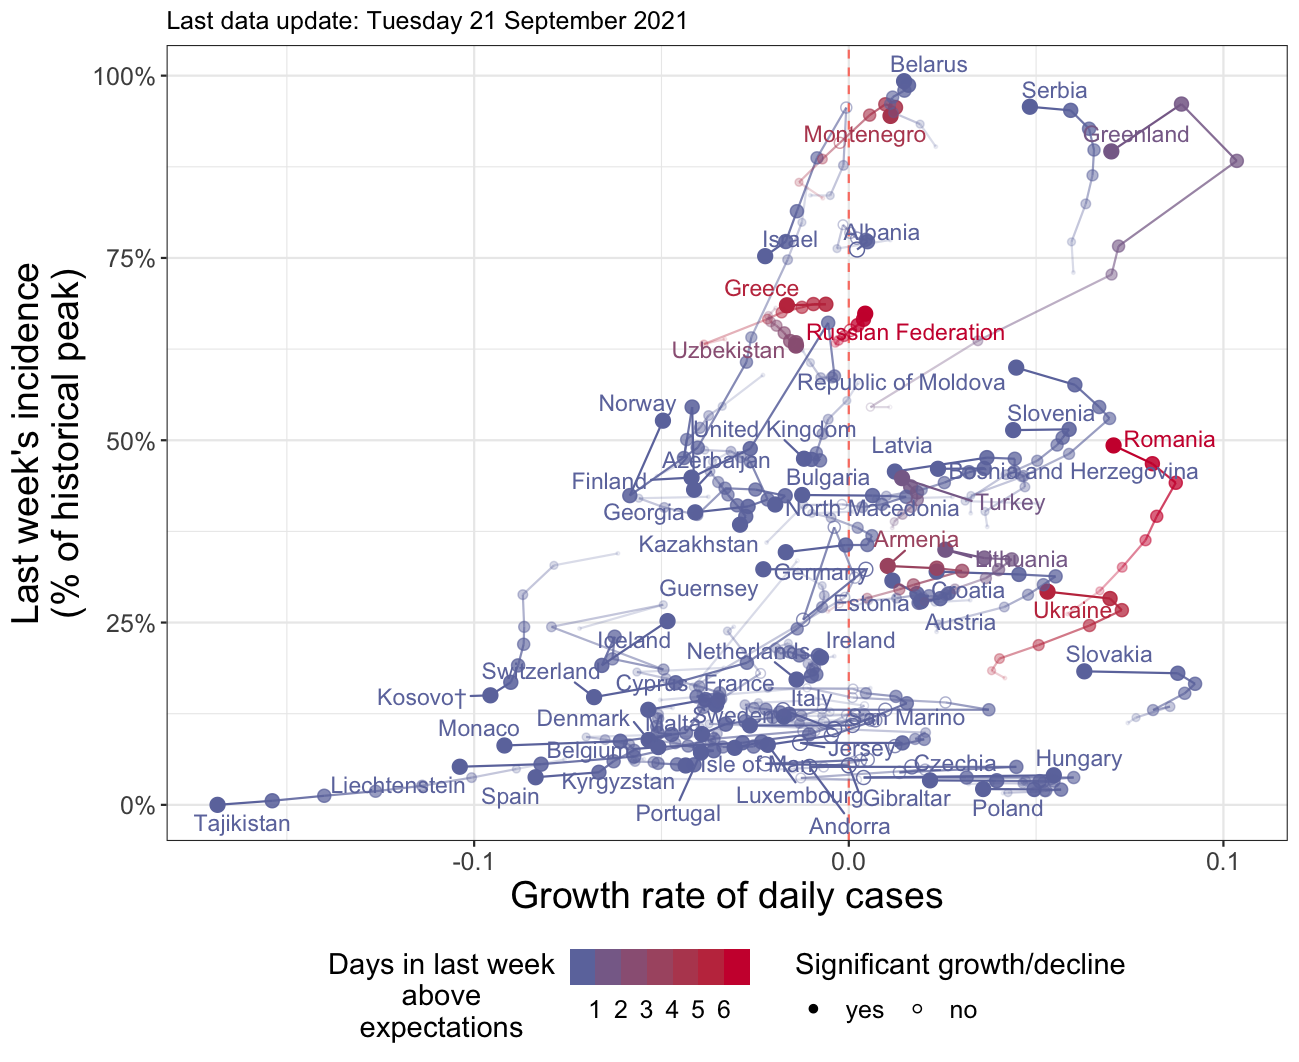 Last data update: Tuesday 21 September 2021
Last week's incidence
(% of historical peak)
100%
75%
50%
25%
0%
Belarus
Serbia
Montenegro
Greenland
Israel
Albania
Greece
Russian Federation
Uzbekistan
Republic of Moldova
Norway
Slovenia
United Kingdom
Romania
Latvia
Azerbaijan
Bosnia and Herzegovina
Finland
Bulgaria
Turkey
Georgia
North Macedonia
Kazakhstan
Armenia
Lithuania
Germany
Guernsey
Croatia
Estonia
Ukraine
Austria
Iceland
Ireland
Netherlands
Slovakia
Switzerland
Cyprus
France
Kosovo†
Italy
Denmark
Sweden
San Marino
Monaco
Malta
Belgium
Jersey
Isle of Man
Czechia
Hungary
Liechtenstein
Kyrgyzstan
Spain
Luxembourg
Gibraltar
Portugal
Poland
Tajikistan
Andorra
-0.1
0.0
0.1
Growth rate of daily cases
Days in last week
above
expectations
1 2 3 4 5 6
Significant growth/decline
yes
no